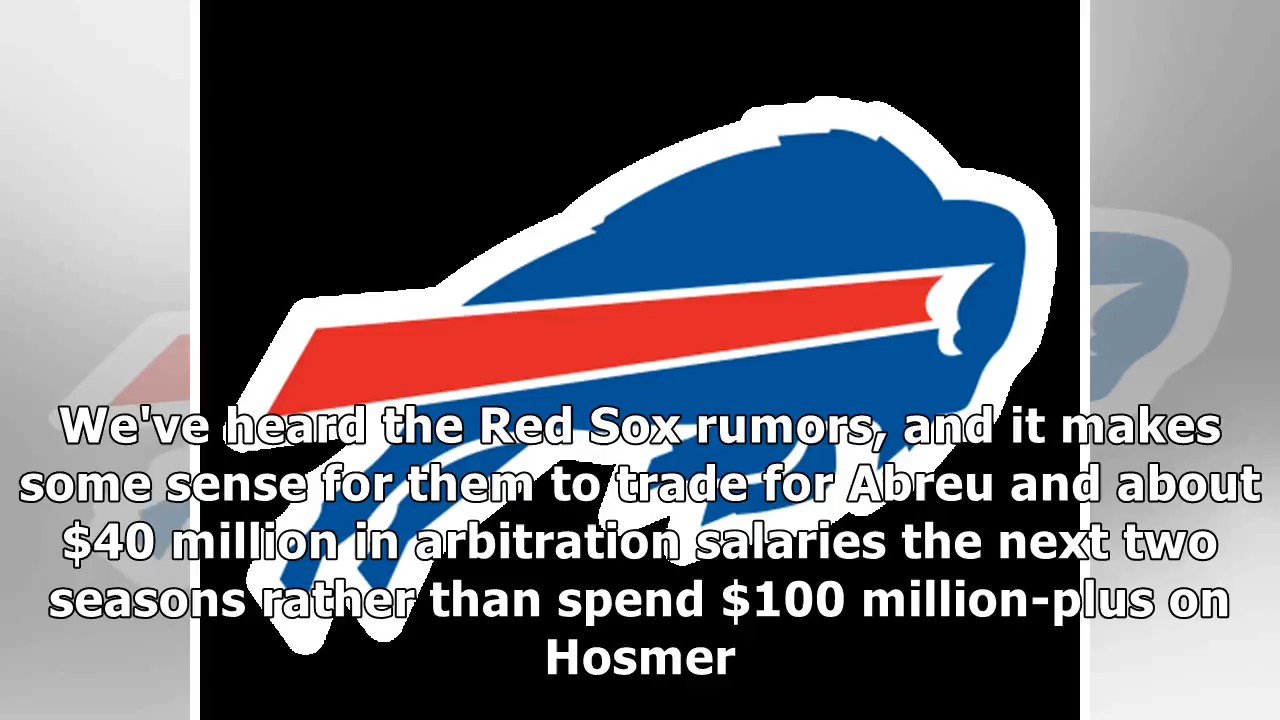 We've heard the Red Sox rumors, and it makes
some sense for them to trade for Abreu and about
$40 million in arbitration salaries the next two
seasons rather than spend $100 million-plus on
Hosmer